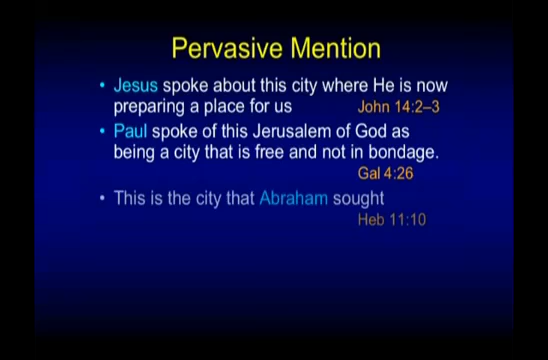 Pervasive Mention
• Jesus spoke about this city where He is now
preparing a place for us John 14:2–3
• Paul spoke of this Jerusalem of God as
being a city that is free and not in bondage.
Gal 4:26
• This is the city that Abraham sought
Heb 11:10